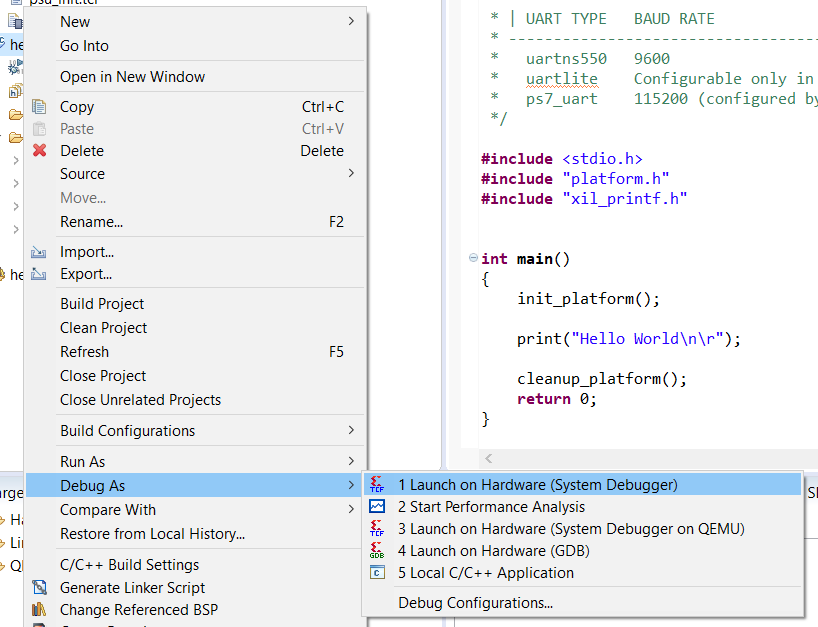 psu_init.tcl
New
Go Into
Open in New Window
Copy Ctrl+C
Paste Ctrl+V
Delete Delete
Source
Move...
Rename... F2
Import...
Export...
Build Project
Clean Project
Refresh F5
Close Project
Close Unrelated Projects
Build Configurations
Run As
Debug As
Compare With
Restore from Local History...
C/C++ Build Settings
Generate Linker Script
Change Referenced BSP
he
he
arge
Ha
Lin
QE
TCF
1 Launch on Hardware (System Debugger)
2 Start Performance Analysis
TCF
3 Launch on Hardware (System Debugger on QEMU)
GDB
4 Launch on Hardware (GDB)
C
5 Local C/C++ Application
Debug Configurations...
* | UART TYPE   BAUD RATE
* ----------------------------------
*   uartns550   9600
*   uartlite    Configurable only in
*   ps7_uart    115200 (configured by
*/
#include <stdio.h>
#include "platform.h"
#include "xil_printf.h"
int main()
{
    init_platform();
    print("Hello World\n\r");
    cleanup_platform();
    return 0;
}